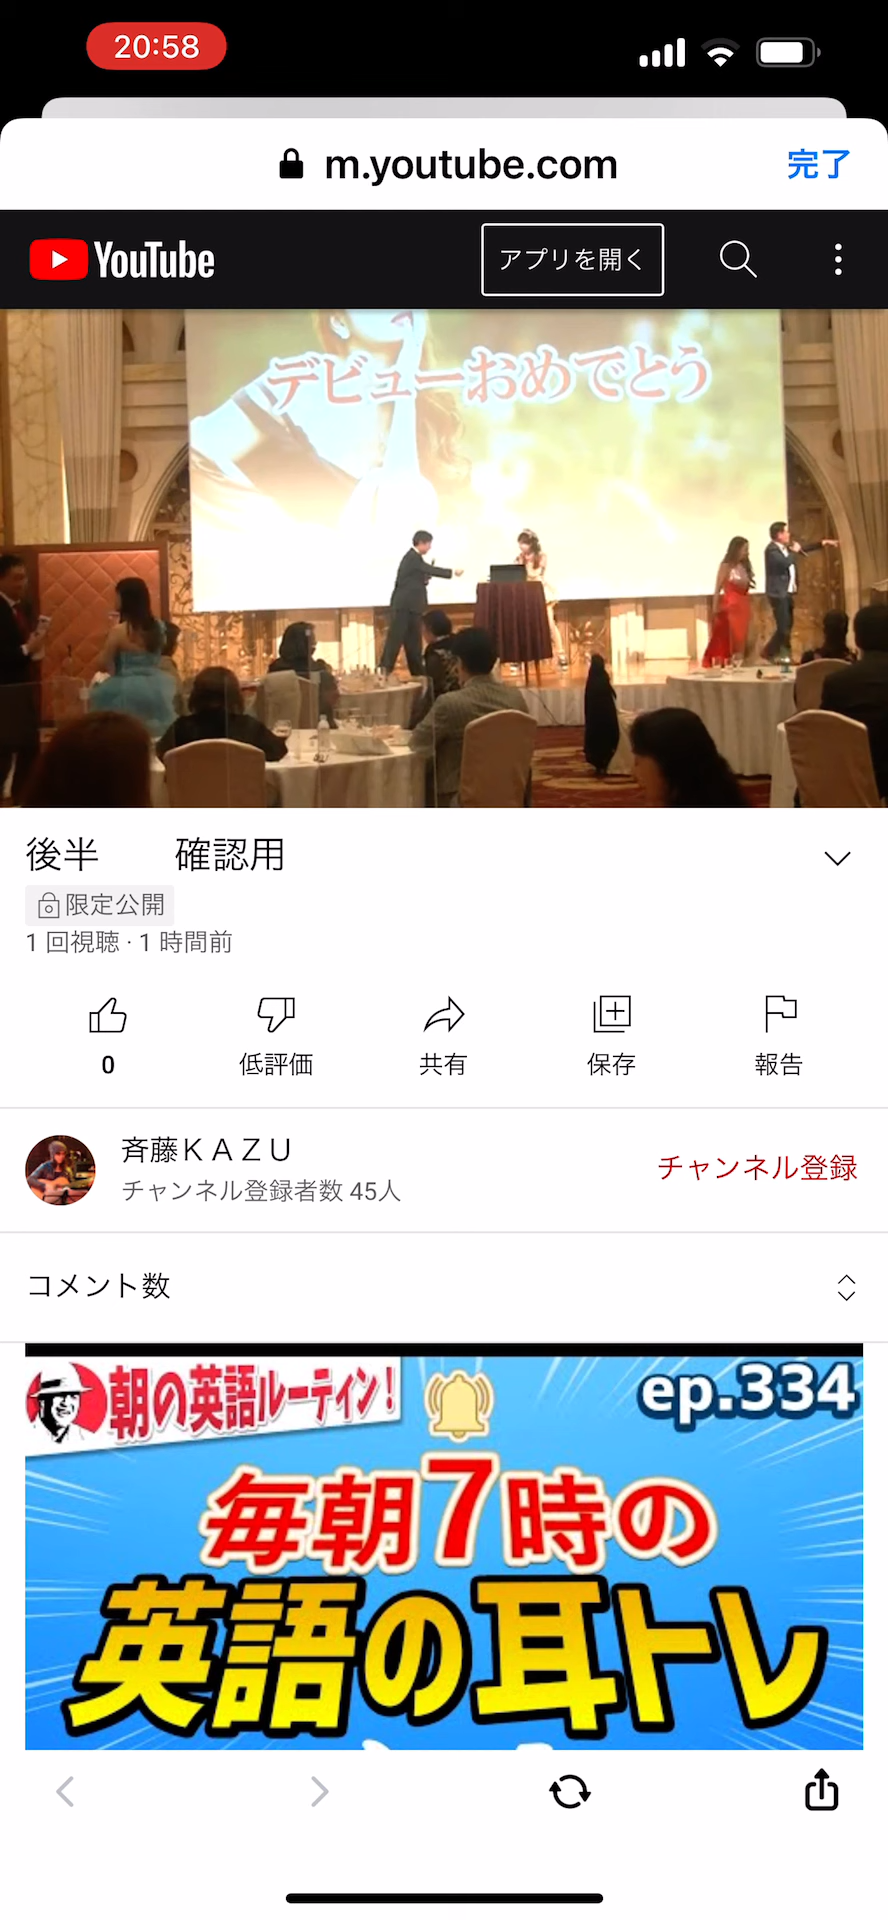 20:58
m.youtube.com
完了
YouTube
アプリを開く
デビューおめでとう
後半 確認用
限定公開
1 回視聴 · 1 時間前
0
低評価
共有
保存
報告
斉藤ＫＡＺＵ
チャンネル登録者数 45人
チャンネル登録
コメント数
朝の英語ルーティン！
ep.334
毎朝7時の
英語の耳トレ